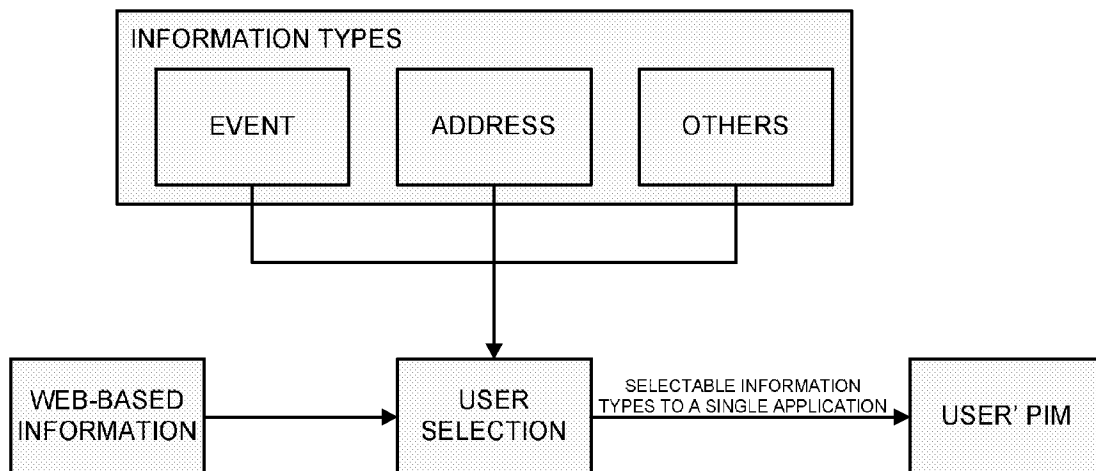 INFORMATION TYPES
EVENT
ADDRESS
OTHERS
WEB-BASED
INFORMATION
USER
SELECTION
SELECTABLE INFORMATION
TYPES TO A SINGLE APPLICATION
USER' PIM